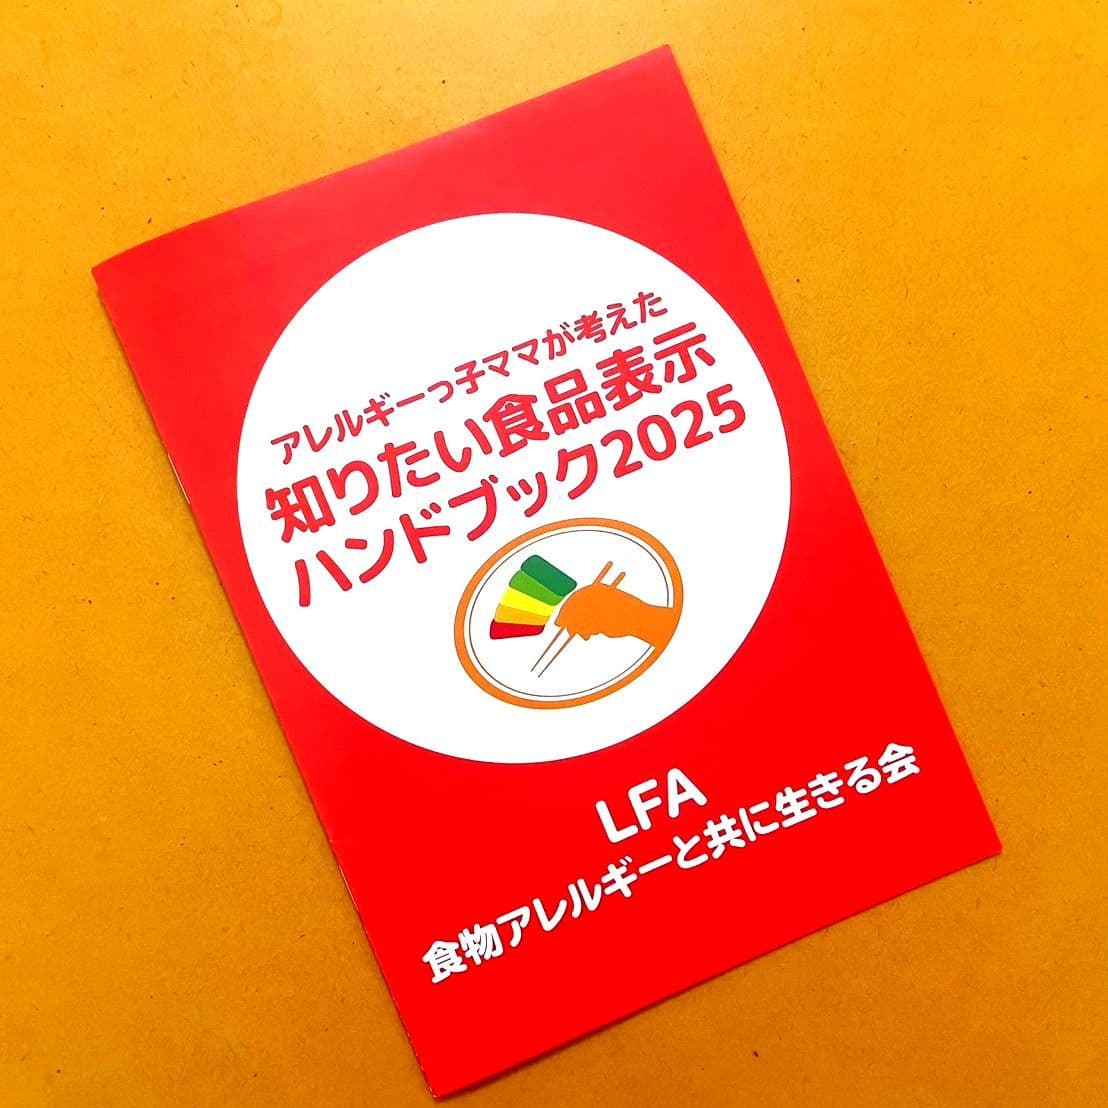 アレルギーっ子ママが考えた
知りたい食品表示
ハンドブック2025
LFA
食物アレルギーと共に生きる会